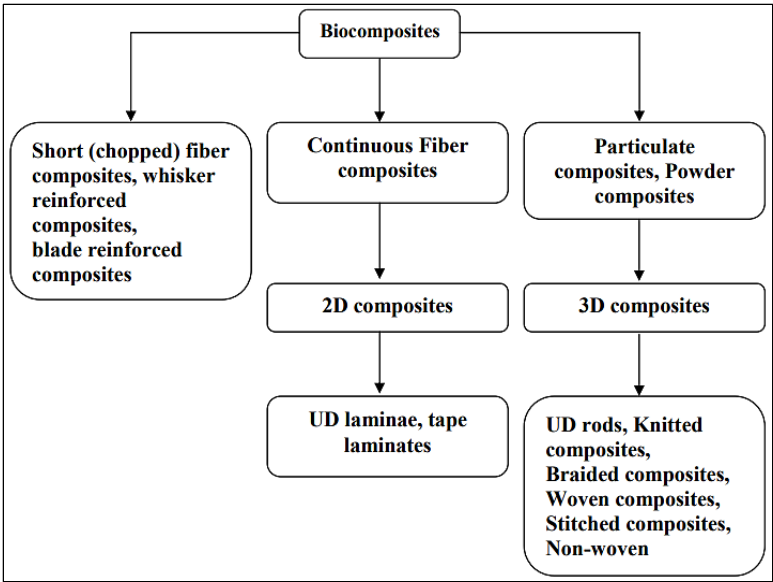 Biocomposites
Short (chopped) fiber
composites, whisker
reinforced
composites,
blade reinforced
composites
Continuous Fiber
composites
Particulate
composites, Powder
composites
2D composites
3D composites
UD laminae, tape
laminates
UD rods, Knitted
composites,
Braided composites,
Woven composites,
Stitched composites,
Non-woven